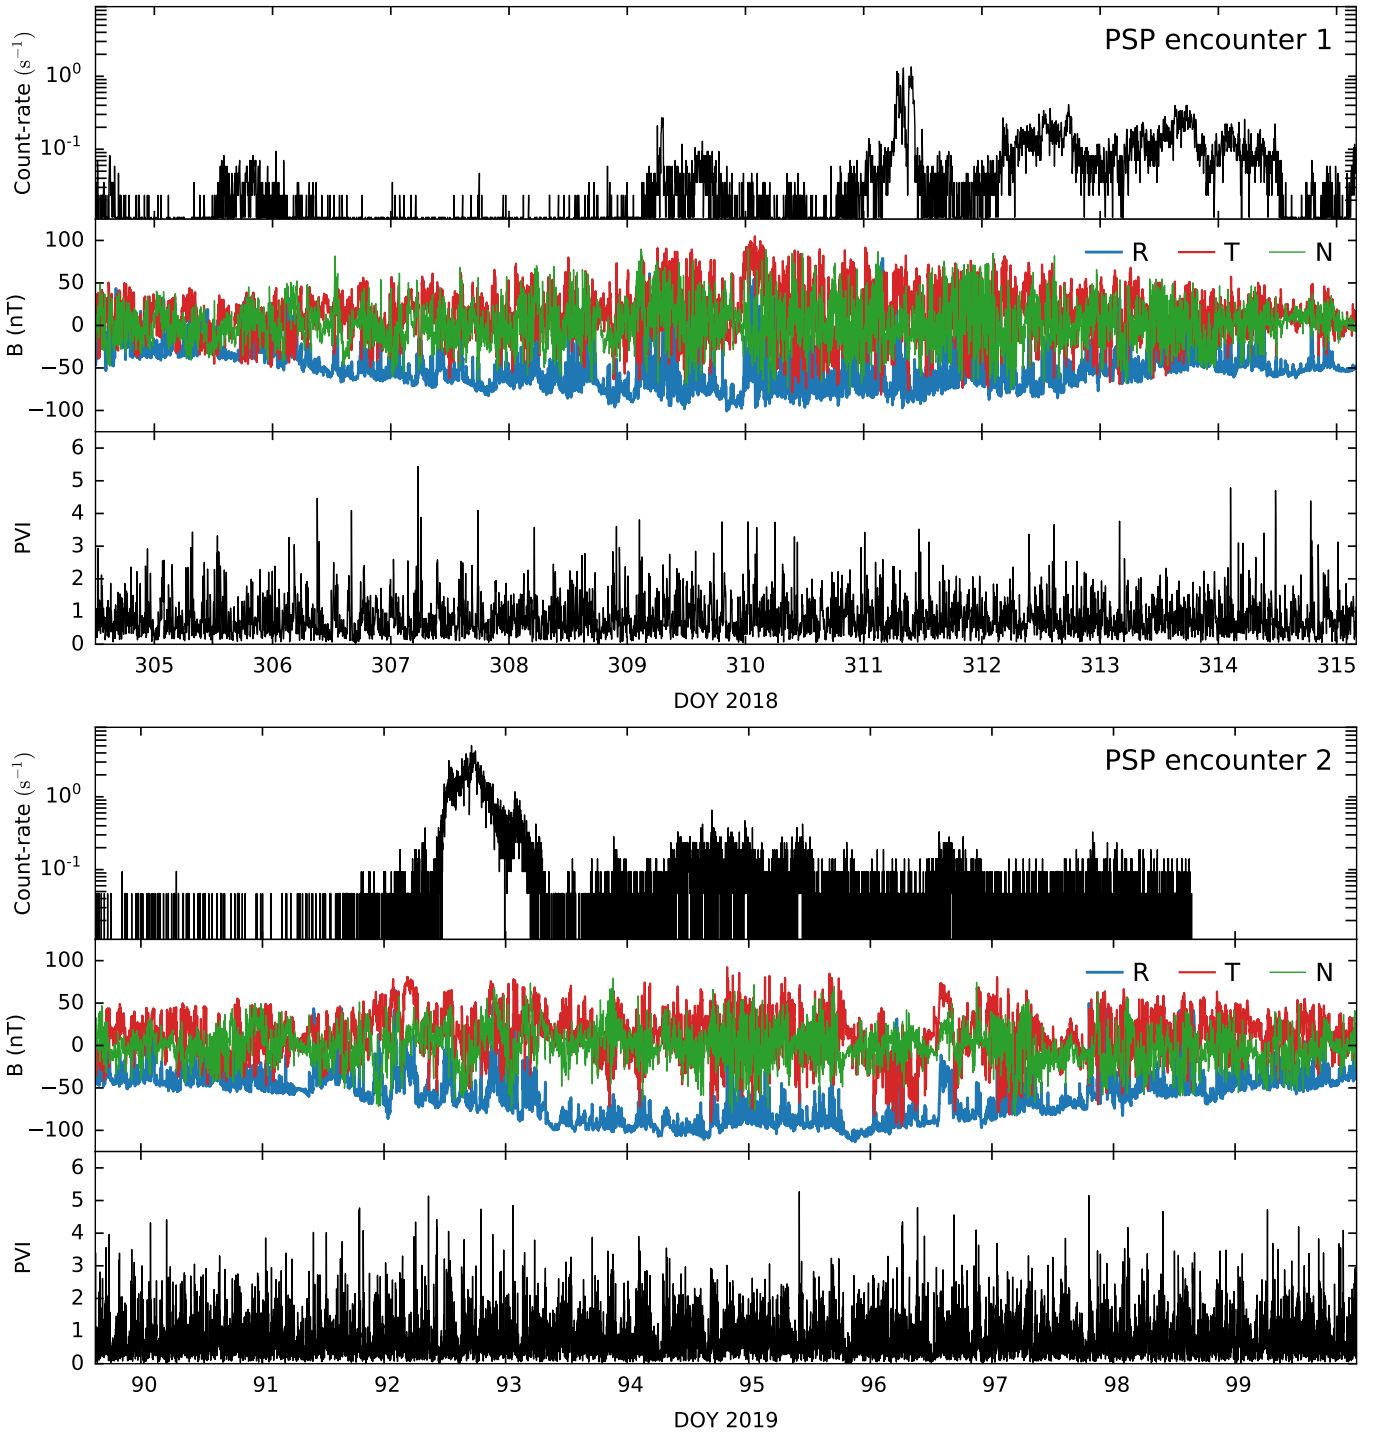 PSP encounter 1
Count-rate (s⁻¹)
10⁰
10⁻¹
R T N
B (nT)
100
50
0
−50
−100
PVI
6
5
4
3
2
1
0
305 306 307 308 309 310 311 312 313 314 315
DOY 2018
PSP encounter 2
Count-rate (s⁻¹)
10⁰
10⁻¹
R T N
B (nT)
100
50
0
−50
−100
PVI
6
5
4
3
2
1
0
90 91 92 93 94 95 96 97 98 99
DOY 2019